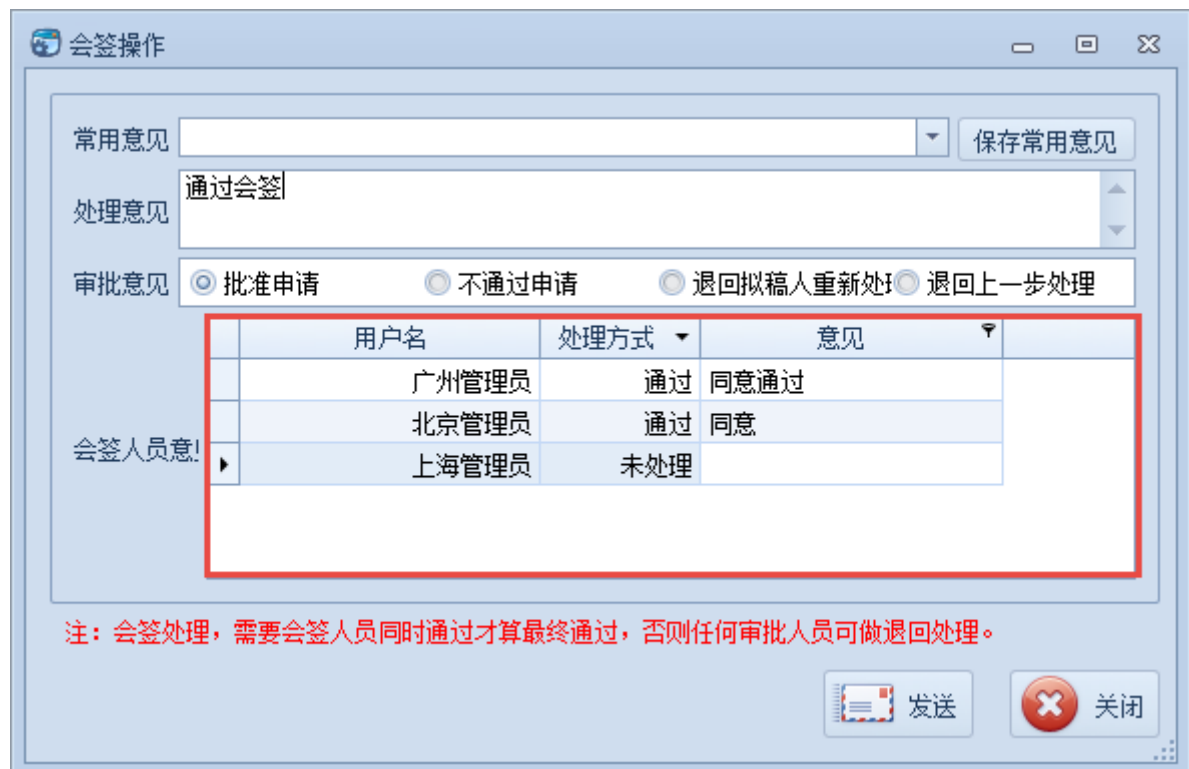 会签操作
常用意见 保存常用意见
处理意见 通过会签
审批意见 批准申请 不通过申请 退回拟稿人重新处 退回上一步处理
用户名 处理方式 意见
广州管理员 通过 同意通过
北京管理员 通过 同意
会签人员意
上海管理员 未处理
注：会签处理，需要会签人员同时通过才算最终通过，否则任何审批人员可做退回处理。
发送 关闭